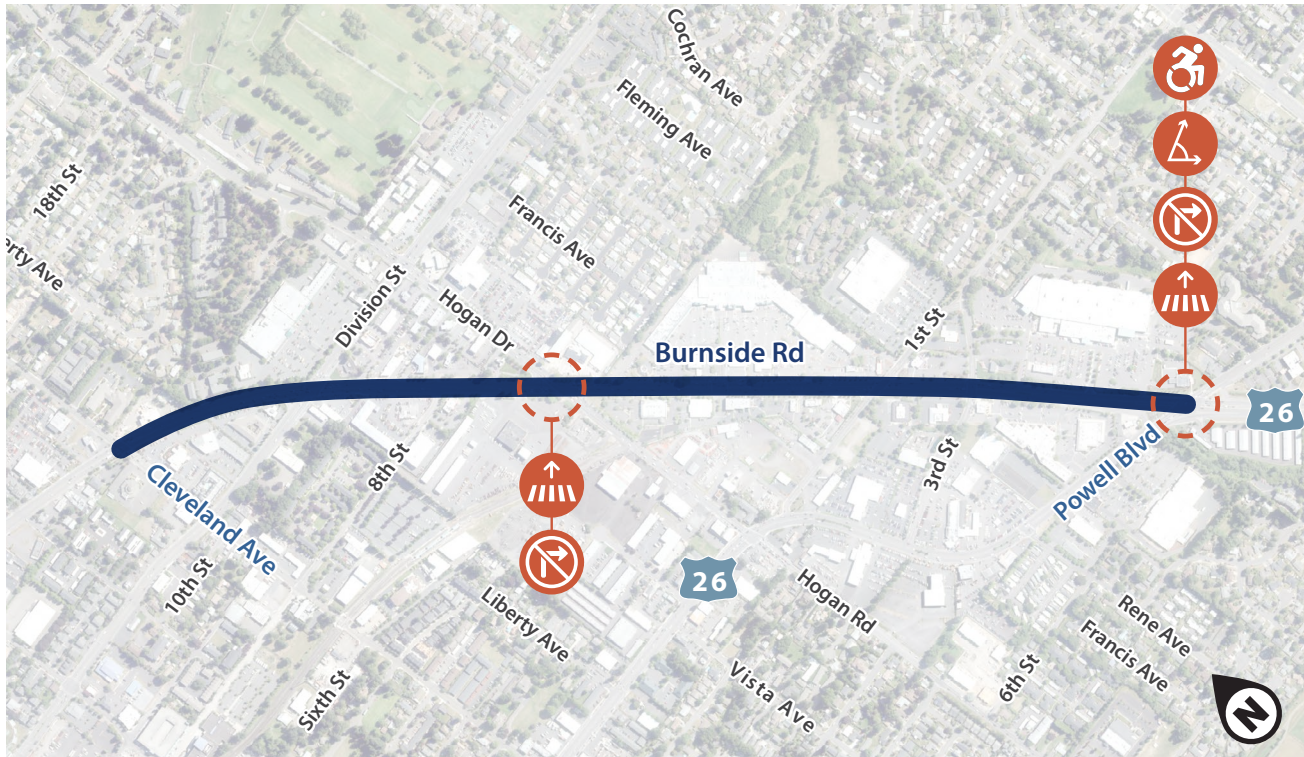 Cochran Ave
Fleming Ave
18th St
erty Ave
Francis Ave
Division St
Hogan Dr
1st St
Burnside Rd
26
Cleveland Ave
8th St
3rd St
Powell Blvd
10th St
26
Liberty Ave
Hogan Rd
Rene Ave
Francis Ave
Sixth St
Vista Ave
6th St
N